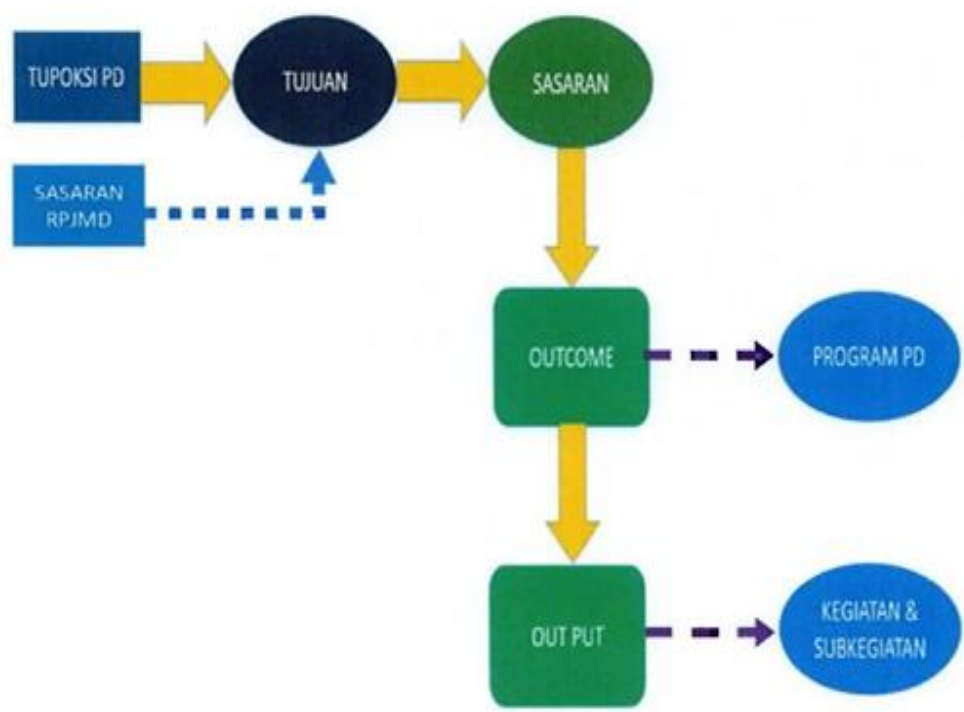 TUPOKSI PD
TUJUAN
SASARAN
SASARAN
RPJMD
OUTCOME
PROGRAM PD
OUT PUT
KEGIATAN &
SUBKEGIATAN